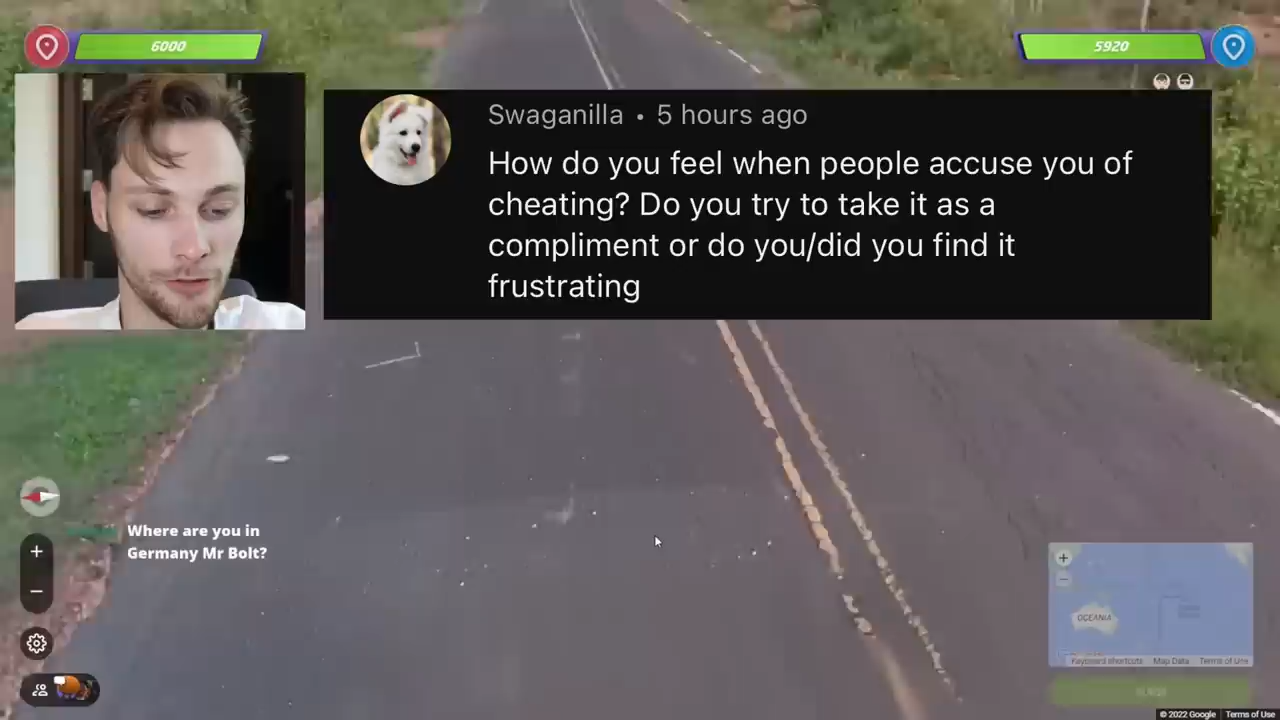 6000
5920
Swaganilla • 5 hours ago
How do you feel when people accuse you of
cheating? Do you try to take it as a
compliment or do you/did you find it
frustrating
Where are you in
Germany Mr Bolt?
OCEANIA
Keyboard shortcuts Map Data Terms of Use
© 2022 Google Terms of Use